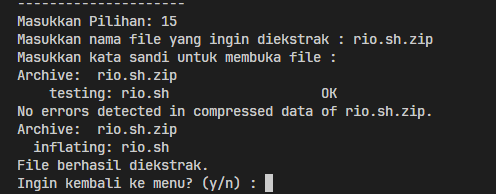 ---------------------
Masukkan Pilihan: 15
Masukkan nama file yang ingin diekstrak : rio.sh.zip
Masukkan kata sandi untuk membuka file :
Archive:  rio.sh.zip
    testing: rio.sh                   OK
No errors detected in compressed data of rio.sh.zip.
Archive:  rio.sh.zip
  inflating: rio.sh
File berhasil diekstrak.
Ingin kembali ke menu? (y/n) :